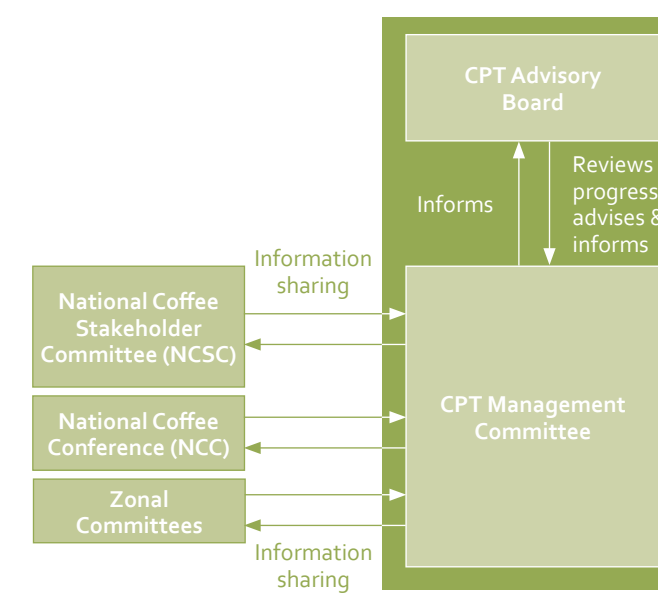 CPT Advisory
Board
Informs
Reviews
progress
advises &
informs
Information
sharing
National Coffee
Stakeholder
Committee (NCSC)
CPT Management
Committee
National Coffee
Conference (NCC)
Zonal
Committees
Information
sharing